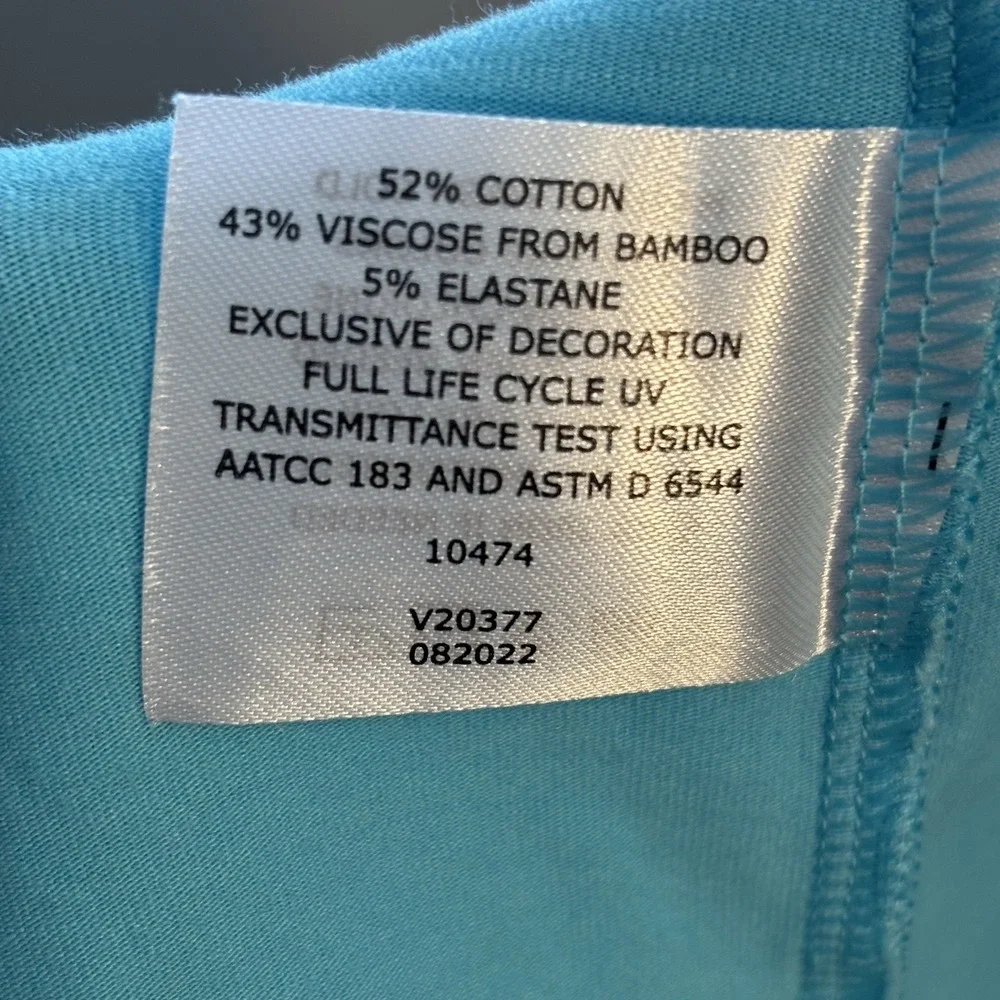 52% COTTON
43% VISCOSE FROM BAMBOO
5% ELASTANE
EXCLUSIVE OF DECORATION
FULL LIFE CYCLE UV
TRANSMITTANCE TEST USING
AATCC 183 AND ASTM D 6544
10474
V20377
082022